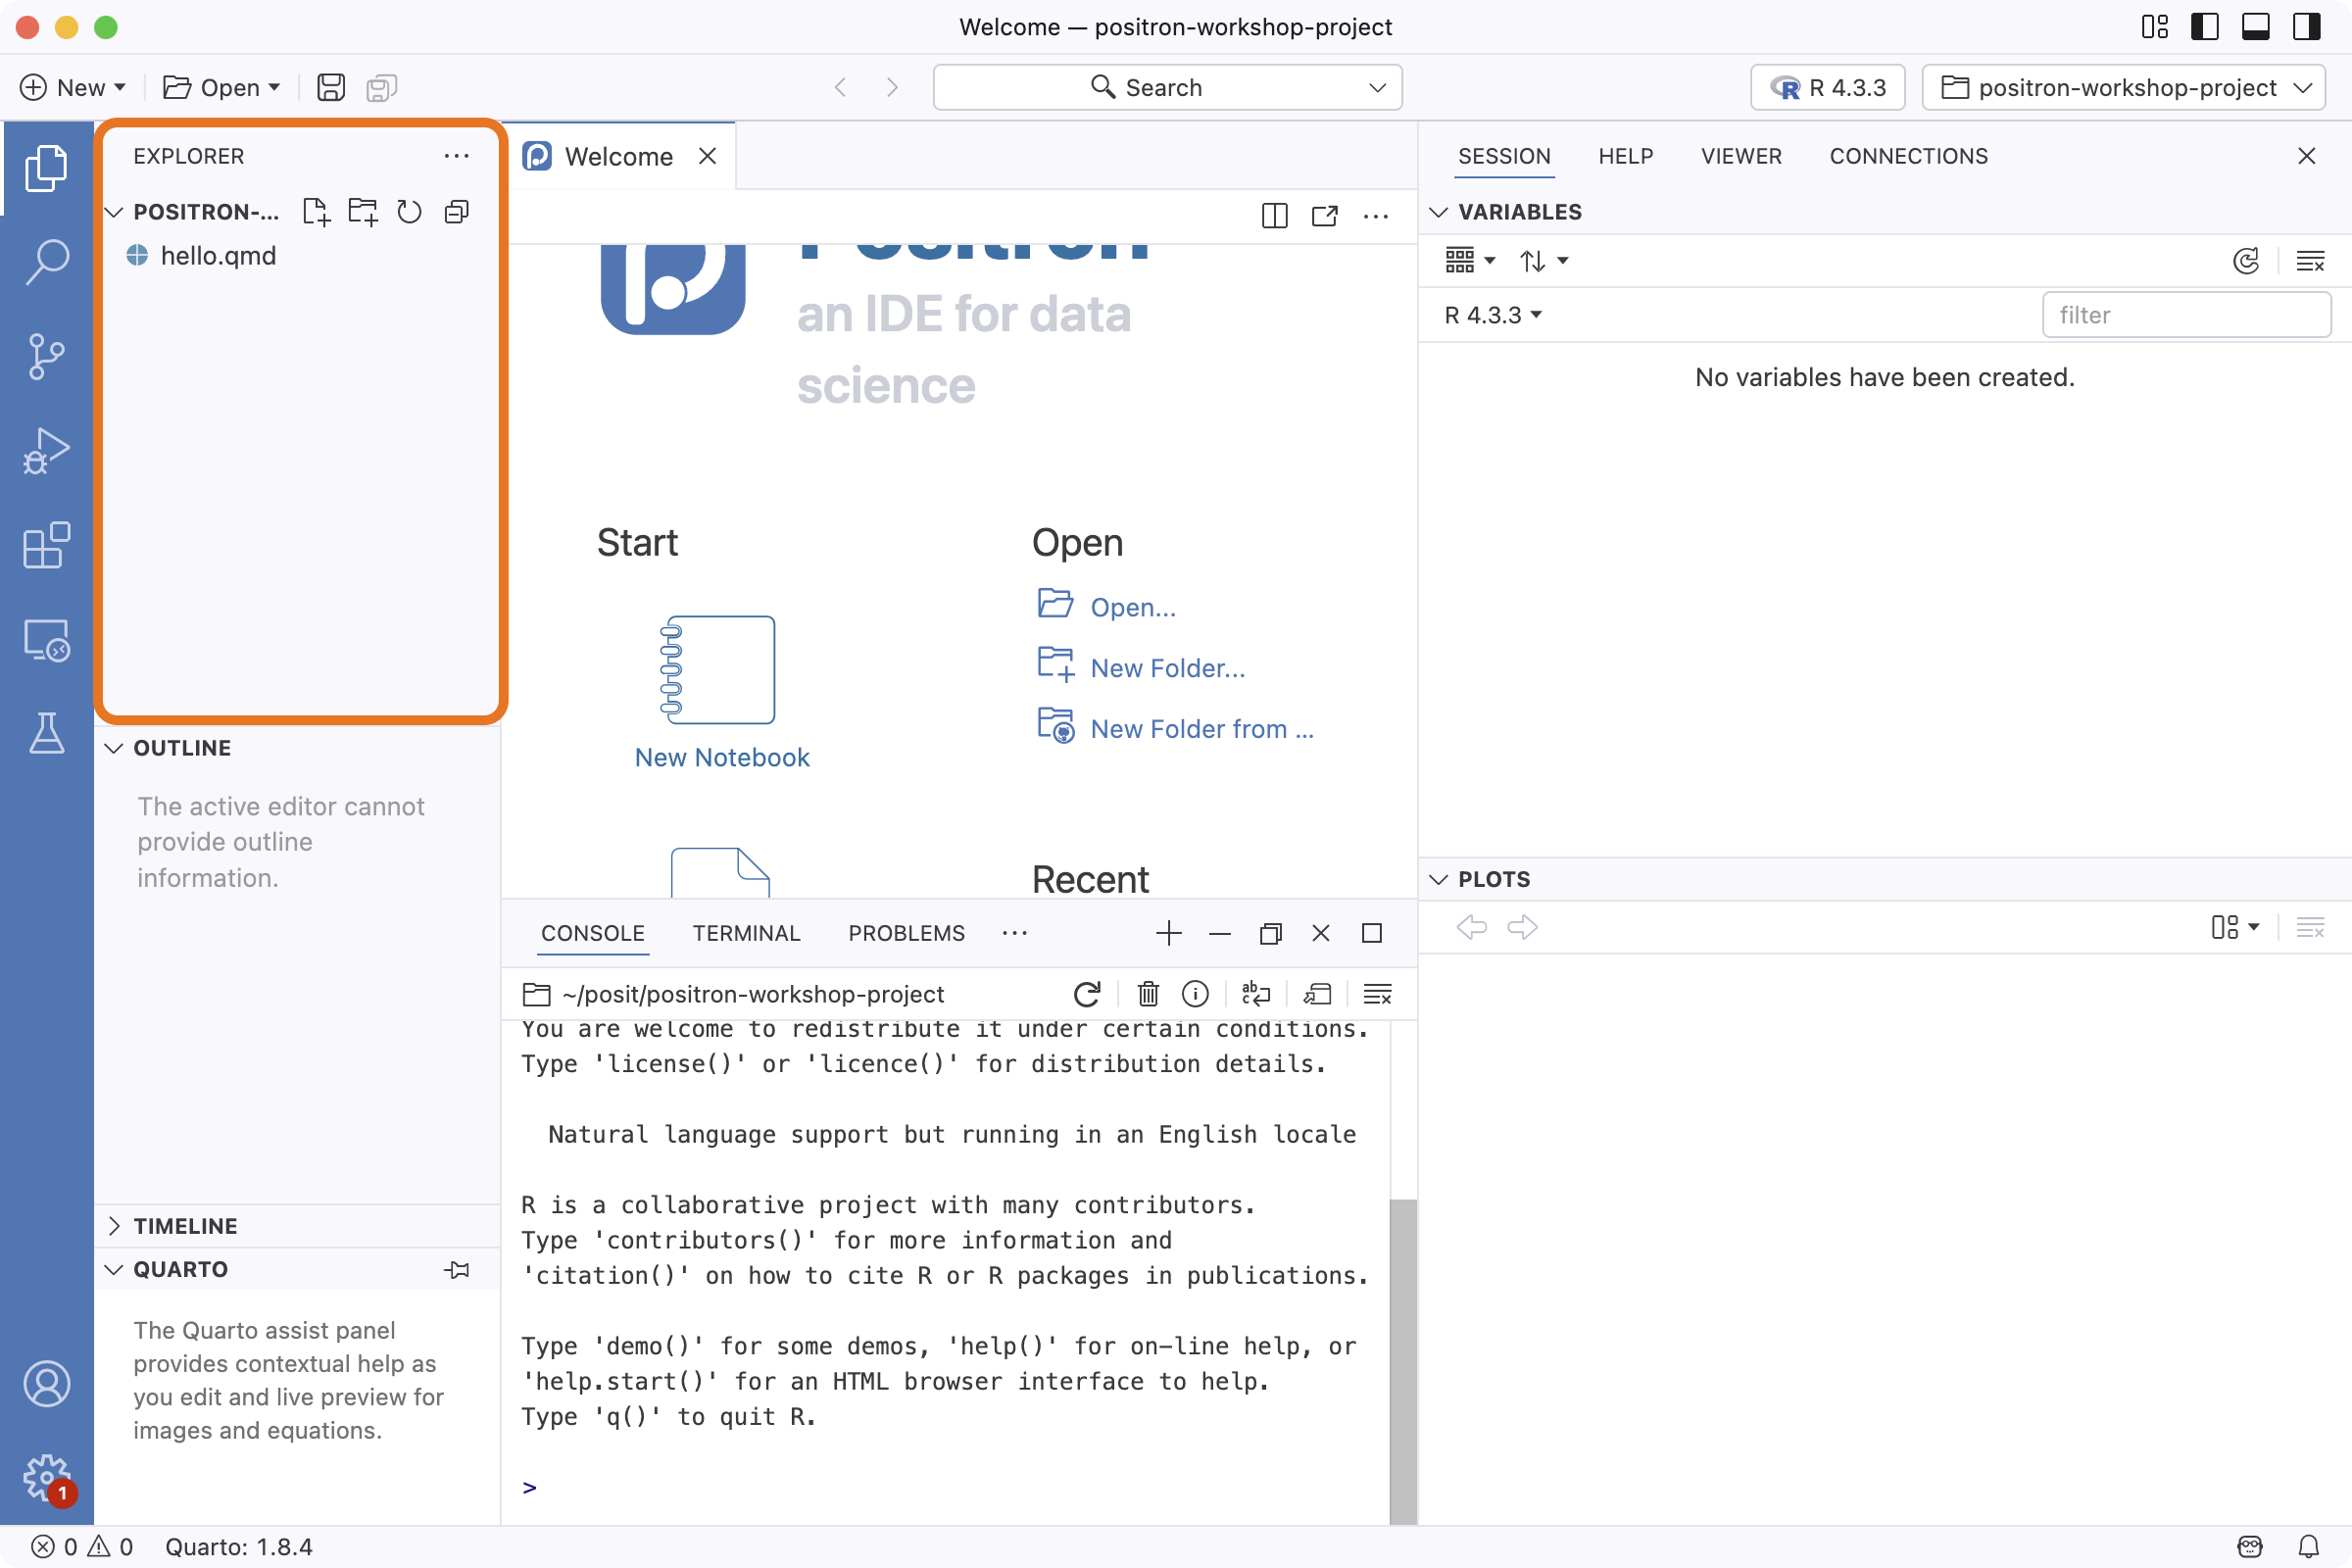 Welcome — positron-workshop-project
New
Open
Search
R 4.3.3
positron-workshop-project
EXPLORER
POSITRON-...
hello.qmd
OUTLINE
The active editor cannot
provide outline
information.
TIMELINE
QUARTO
The Quarto assist panel
provides contextual help as
you edit and live preview for
images and equations.
Welcome
Positron
an IDE for data
science
Start
New Notebook
Open
Open...
New Folder...
New Folder from ...
Recent
CONSOLE TERMINAL PROBLEMS
~/posit/positron-workshop-project
You are welcome to redistribute it under certain conditions.
Type 'license()' or 'licence()' for distribution details.
Natural language support but running in an English locale
R is a collaborative project with many contributors.
Type 'contributors()' for more information and
'citation()' on how to cite R or R packages in publications.
Type 'demo()' for some demos, 'help()' for on-line help, or
'help.start()' for an HTML browser interface to help.
Type 'q()' to quit R.
>
SESSION HELP VIEWER CONNECTIONS
VARIABLES
R 4.3.3
filter
No variables have been created.
PLOTS
1
0 0 Quarto: 1.8.4